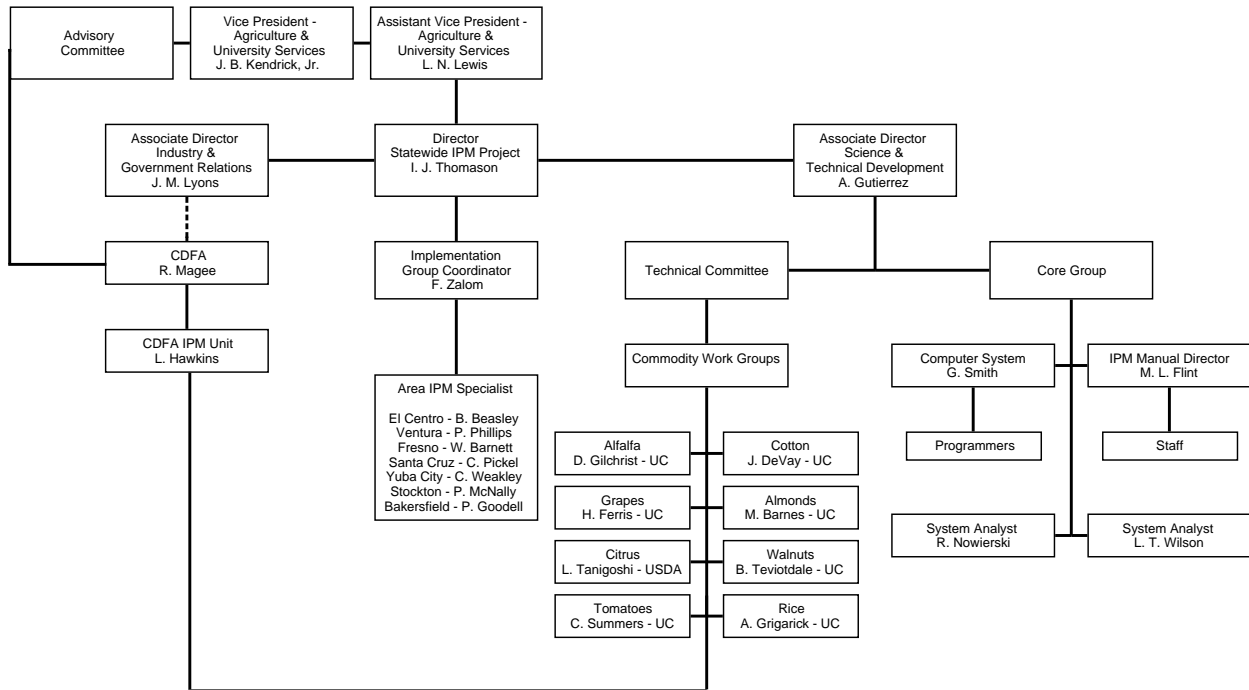 Advisory
Committee
Vice President -
Agriculture &
University Services
J. B. Kendrick, Jr.
Assistant Vice President -
Agriculture &
University Services
L. N. Lewis
Associate Director
Industry &
Government Relations
J. M. Lyons
Director
Statewide IPM Project
I. J. Thomason
Associate Director
Science &
Technical Development
A. Gutierrez
CDFA
R. Magee
Implementation
Group Coordinator
F. Zalom
Technical Committee
Core Group
CDFA IPM Unit
L. Hawkins
Commodity Work Groups
Computer System
G. Smith
IPM Manual Director
M. L. Flint
Area IPM Specialist
El Centro - B. Beasley
Ventura - P. Phillips
Fresno - W. Barnett
Santa Cruz - C. Pickel
Yuba City - C. Weakley
Stockton - P. McNally
Bakersfield - P. Goodell
Programmers
Staff
Alfalfa
D. Gilchrist - UC
Cotton
J. DeVay - UC
Grapes
H. Ferris - UC
Almonds
M. Barnes - UC
System Analyst
R. Nowierski
System Analyst
L. T. Wilson
Citrus
L. Tanigoshi - USDA
Walnuts
B. Teviotdale - UC
Tomatoes
C. Summers - UC
Rice
A. Grigarick - UC